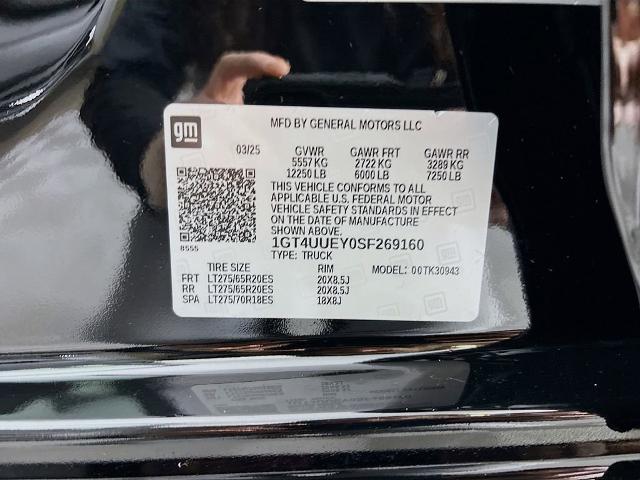 gm
MFD BY GENERAL MOTORS LLC
03/25 GVWR GAWR FRT GAWR RR
5557 KG 2722 KG 3289 KG
12250 LB 6000 LB 7250 LB
THIS VEHICLE CONFORMS TO ALL
APPLICABLE U.S. FEDERAL MOTOR
VEHICLE SAFETY STANDARDS IN EFFECT
ON THE DATE OF MANUFACTURE
SHOWN ABOVE.
8555
1GT4UUEY0SF269160
TYPE: TRUCK
TIRE SIZE RIM MODEL: 00TK30943
FRT LT275/65R20ES 20X8.5J
RR LT275/65R20ES 20X8.5J
SPA LT275/70R18ES 18X8J